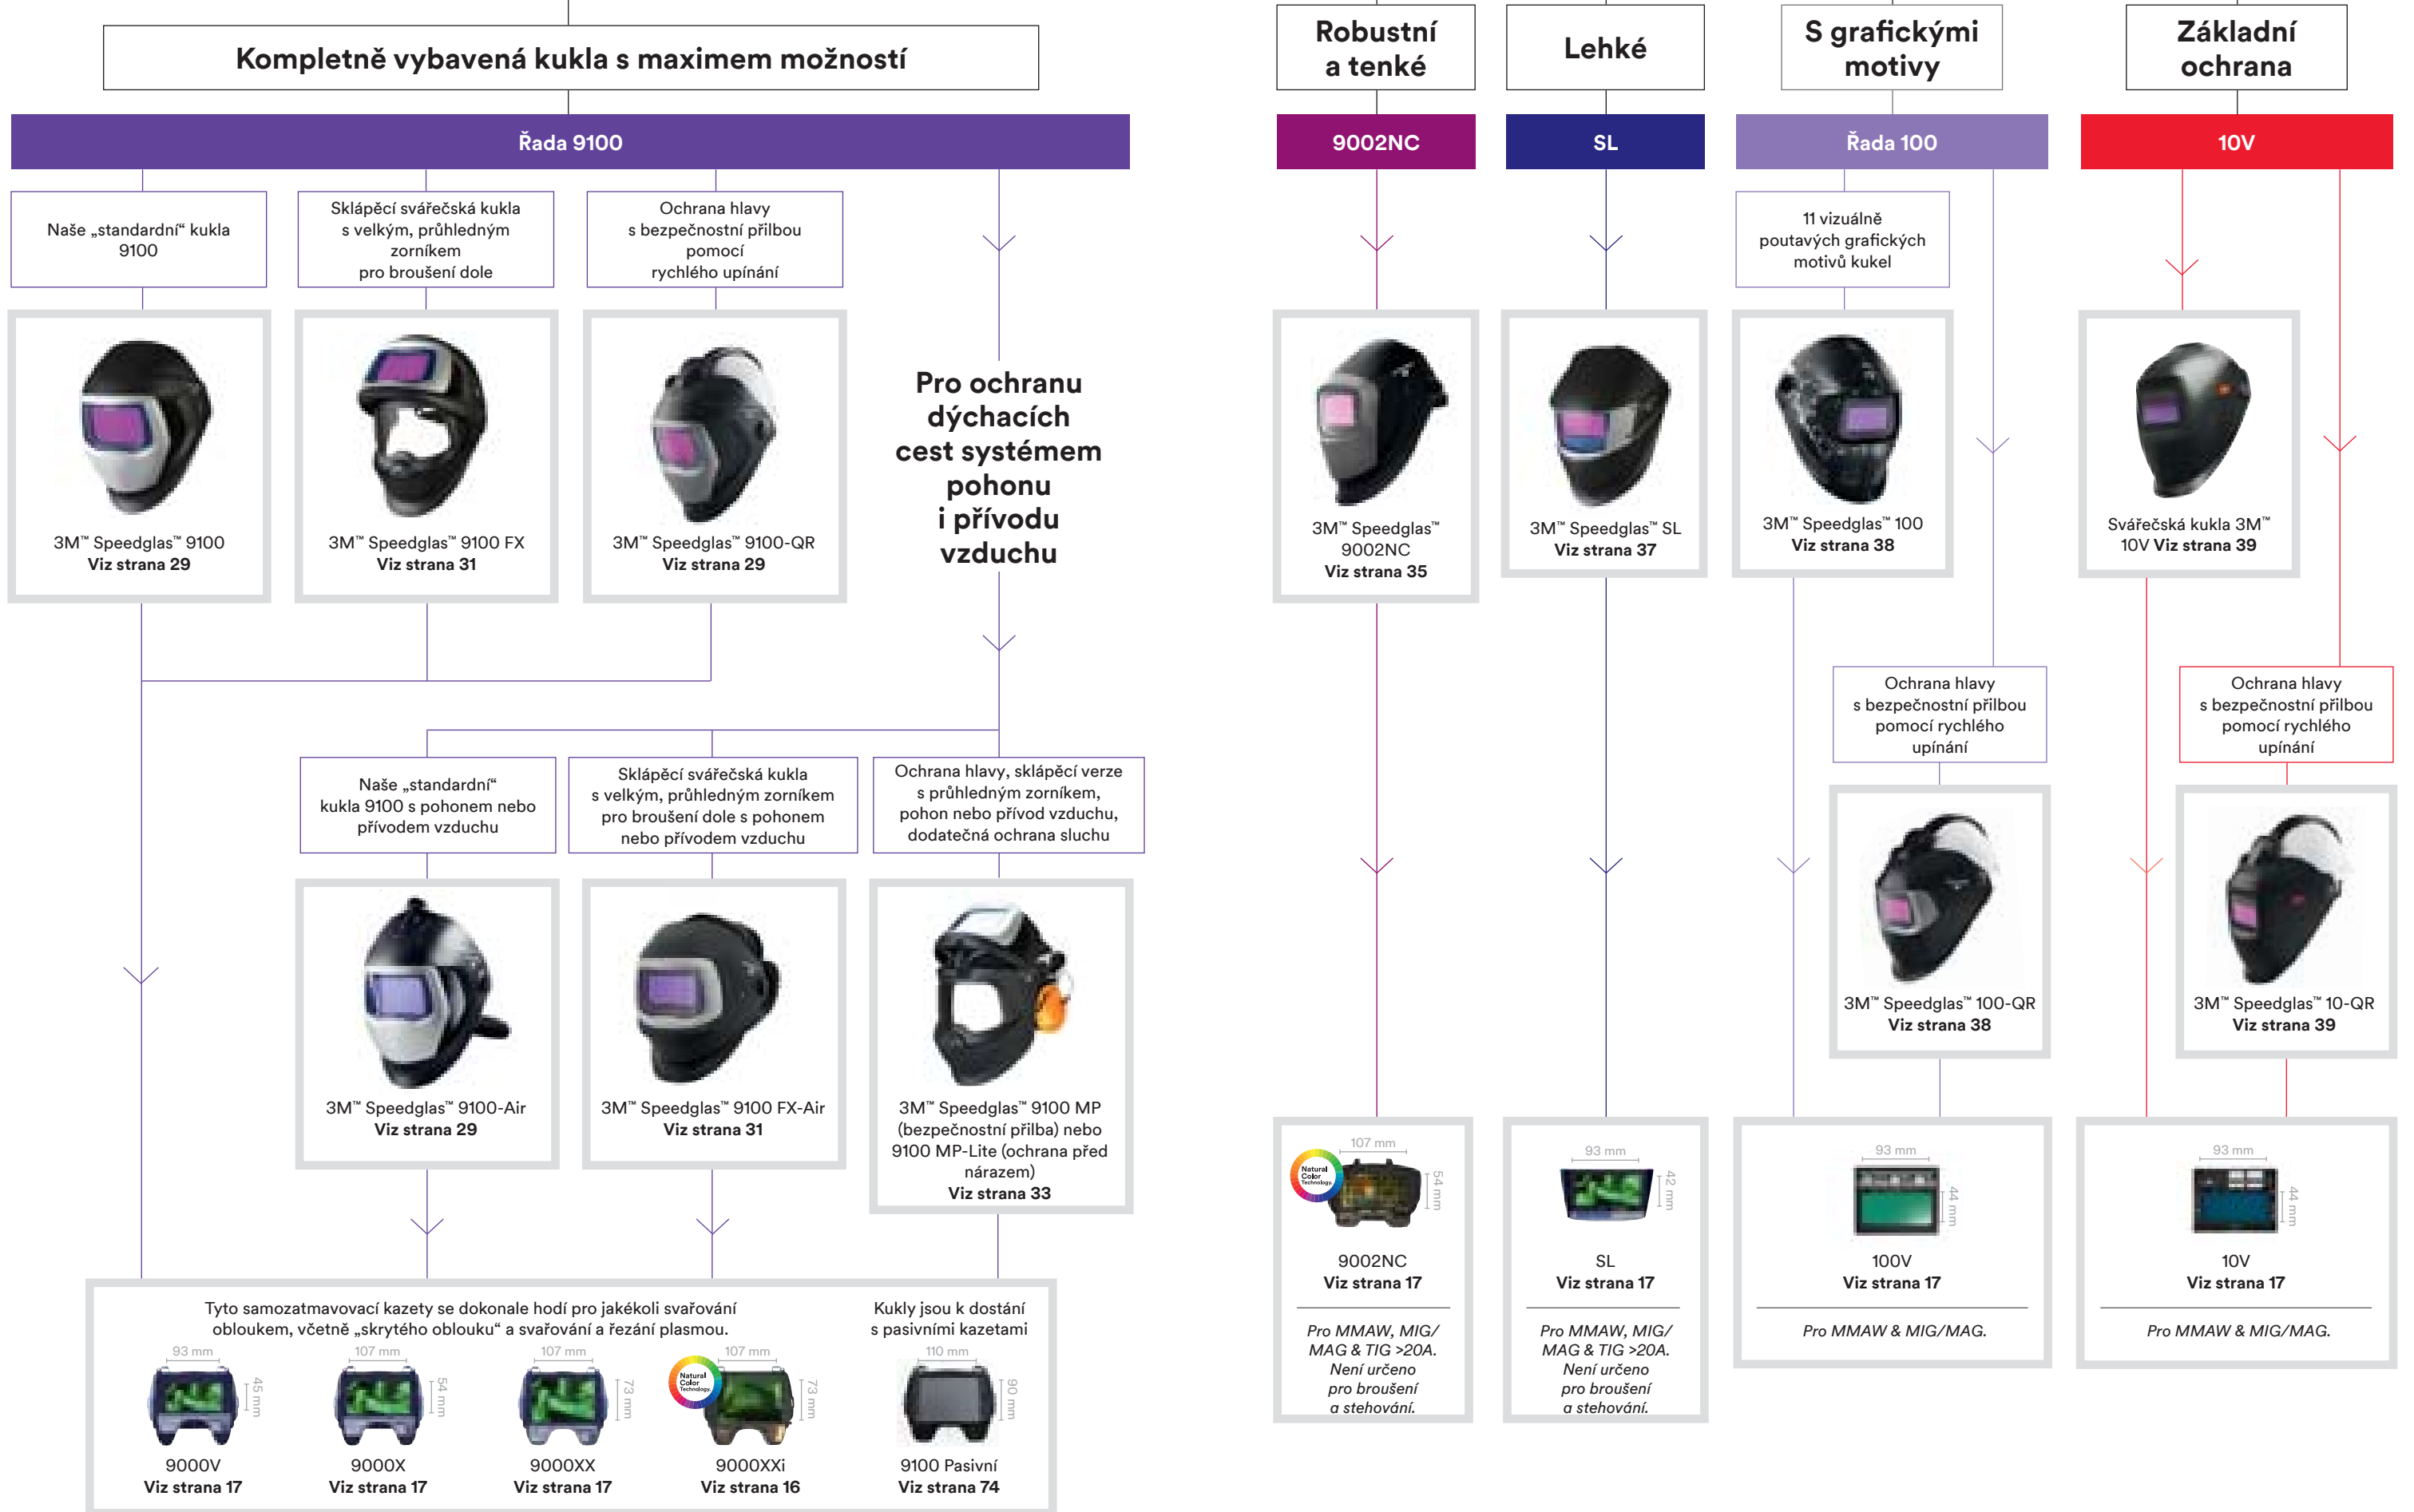 Kompletně vybavená kukla s maximem možností
Řada 9100
Naše „standardní“ kukla
9100
Sklápěcí svářečská kukla
s velkým, průhledným
zorníkem
pro broušení dole
Ochrana hlavy
s bezpečnostní přilbou
pomocí
rychlého upínání
3M™ Speedglas™ 9100
Viz strana 29
3M™ Speedglas™ 9100 FX
Viz strana 31
3M™ Speedglas™ 9100-QR
Viz strana 29
Pro ochranu
dýchacích
cest systémem
pohonu
i přívodu
vzduchu
Naše „standardní“
kukla 9100 s pohonem nebo
přívodem vzduchu
Sklápěcí svářečská kukla
s velkým, průhledným zorníkem
pro broušení dole s pohonem
nebo přívodem vzduchu
Ochrana hlavy, sklápěcí verze
s průhledným zorníkem,
pohon nebo přívod vzduchu,
dodatečná ochrana sluchu
3M™ Speedglas™ 9100-Air
Viz strana 29
3M™ Speedglas™ 9100 FX-Air
Viz strana 31
3M™ Speedglas™ 9100 MP
(bezpečnostní přilba) nebo
9100 MP-Lite (ochrana před
nárazem)
Viz strana 33
Tyto samozatmavovací kazety se dokonale hodí pro jakékoli svařování
obloukem, včetně „skrytého oblouku“ a svařování a řezání plasmou.
Kukly jsou k dostání
s pasivními kazetami
93 mm
45 mm
9000V
Viz strana 17
107 mm
54 mm
9000X
Viz strana 17
107 mm
73 mm
9000XX
Viz strana 17
Natural
Color
Technology.
107 mm
73 mm
9000XXi
Viz strana 16
110 mm
90 mm
9100 Pasivní
Viz strana 74
Robustní
a tenké
9002NC
3M™ Speedglas™
9002NC
Viz strana 35
Natural
Color
Technology.
107 mm
54 mm
9002NC
Viz strana 17
Pro MMAW, MIG/
MAG & TIG >20A.
Není určeno
pro broušení
a stehování.
Lehké
SL
3M™ Speedglas™ SL
Viz strana 37
93 mm
42 mm
SL
Viz strana 17
Pro MMAW, MIG/
MAG & TIG >20A.
Není určeno
pro broušení
a stehování.
S grafickými
motivy
Řada 100
11 vizuálně
poutavých grafických
motivů kukel
3M™ Speedglas™ 100
Viz strana 38
Ochrana hlavy
s bezpečnostní přilbou
pomocí rychlého
upínání
3M™ Speedglas™ 100-QR
Viz strana 38
93 mm
44 mm
100V
Viz strana 17
Pro MMAW & MIG/MAG.
Základní
ochrana
10V
Svářečská kukla 3M™
10V Viz strana 39
Ochrana hlavy
s bezpečnostní přilbou
pomocí rychlého
upínání
3M™ Speedglas™ 10-QR
Viz strana 39
93 mm
44 mm
10V
Viz strana 17
Pro MMAW & MIG/MAG.